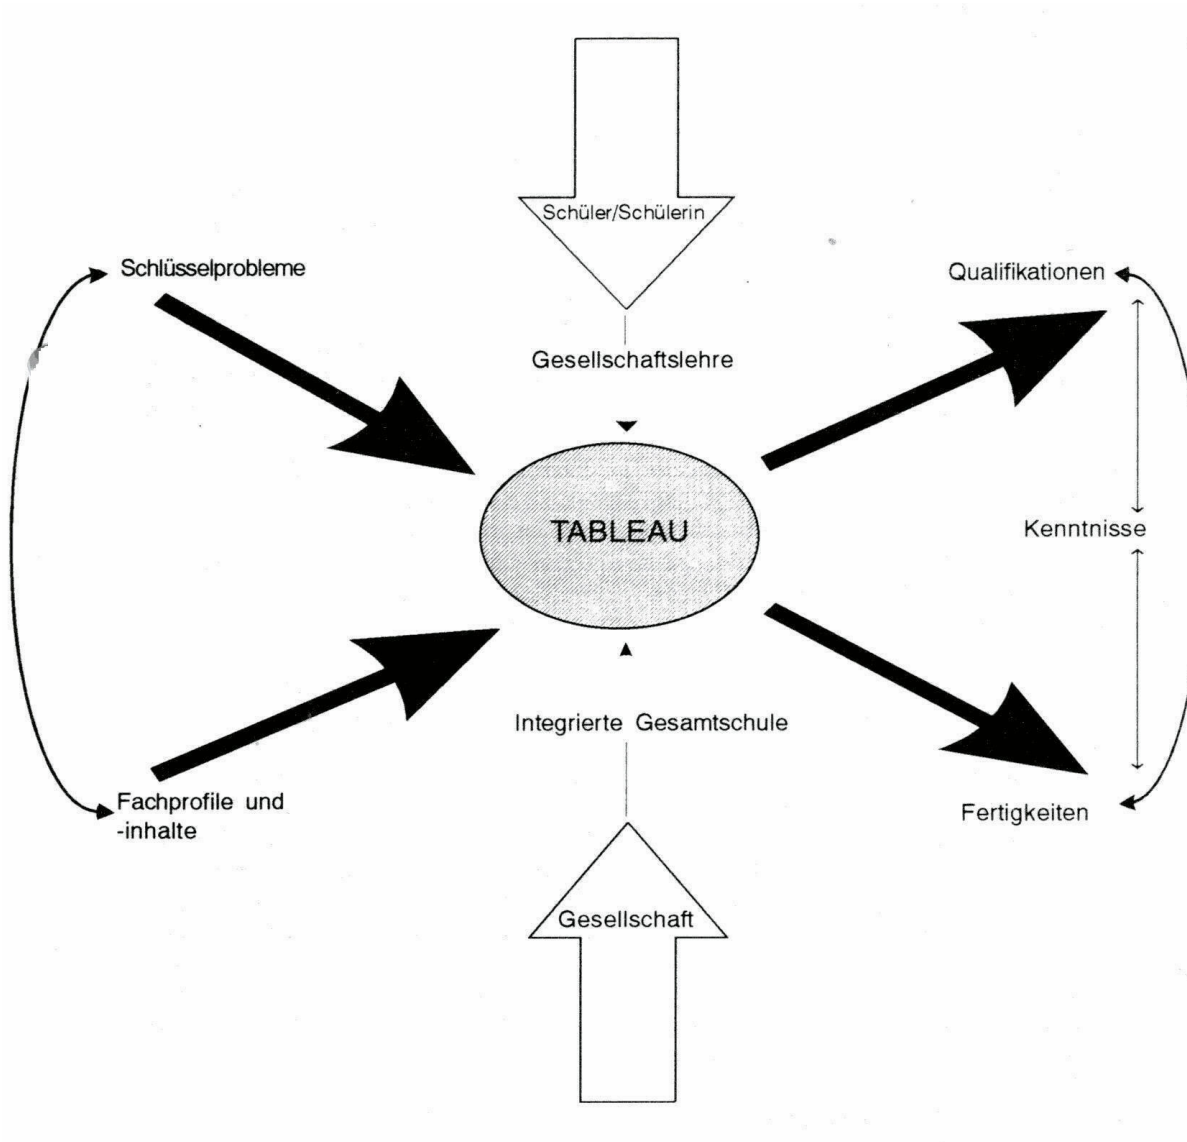 Schüler/Schülerin
Schlüsselprobleme
Qualifikationen
Gesellschaftslehre
TABLEAU
Kenntnisse
Integrierte Gesamtschule
Fachprofile und
-inhalte
Fertigkeiten
Gesellschaft